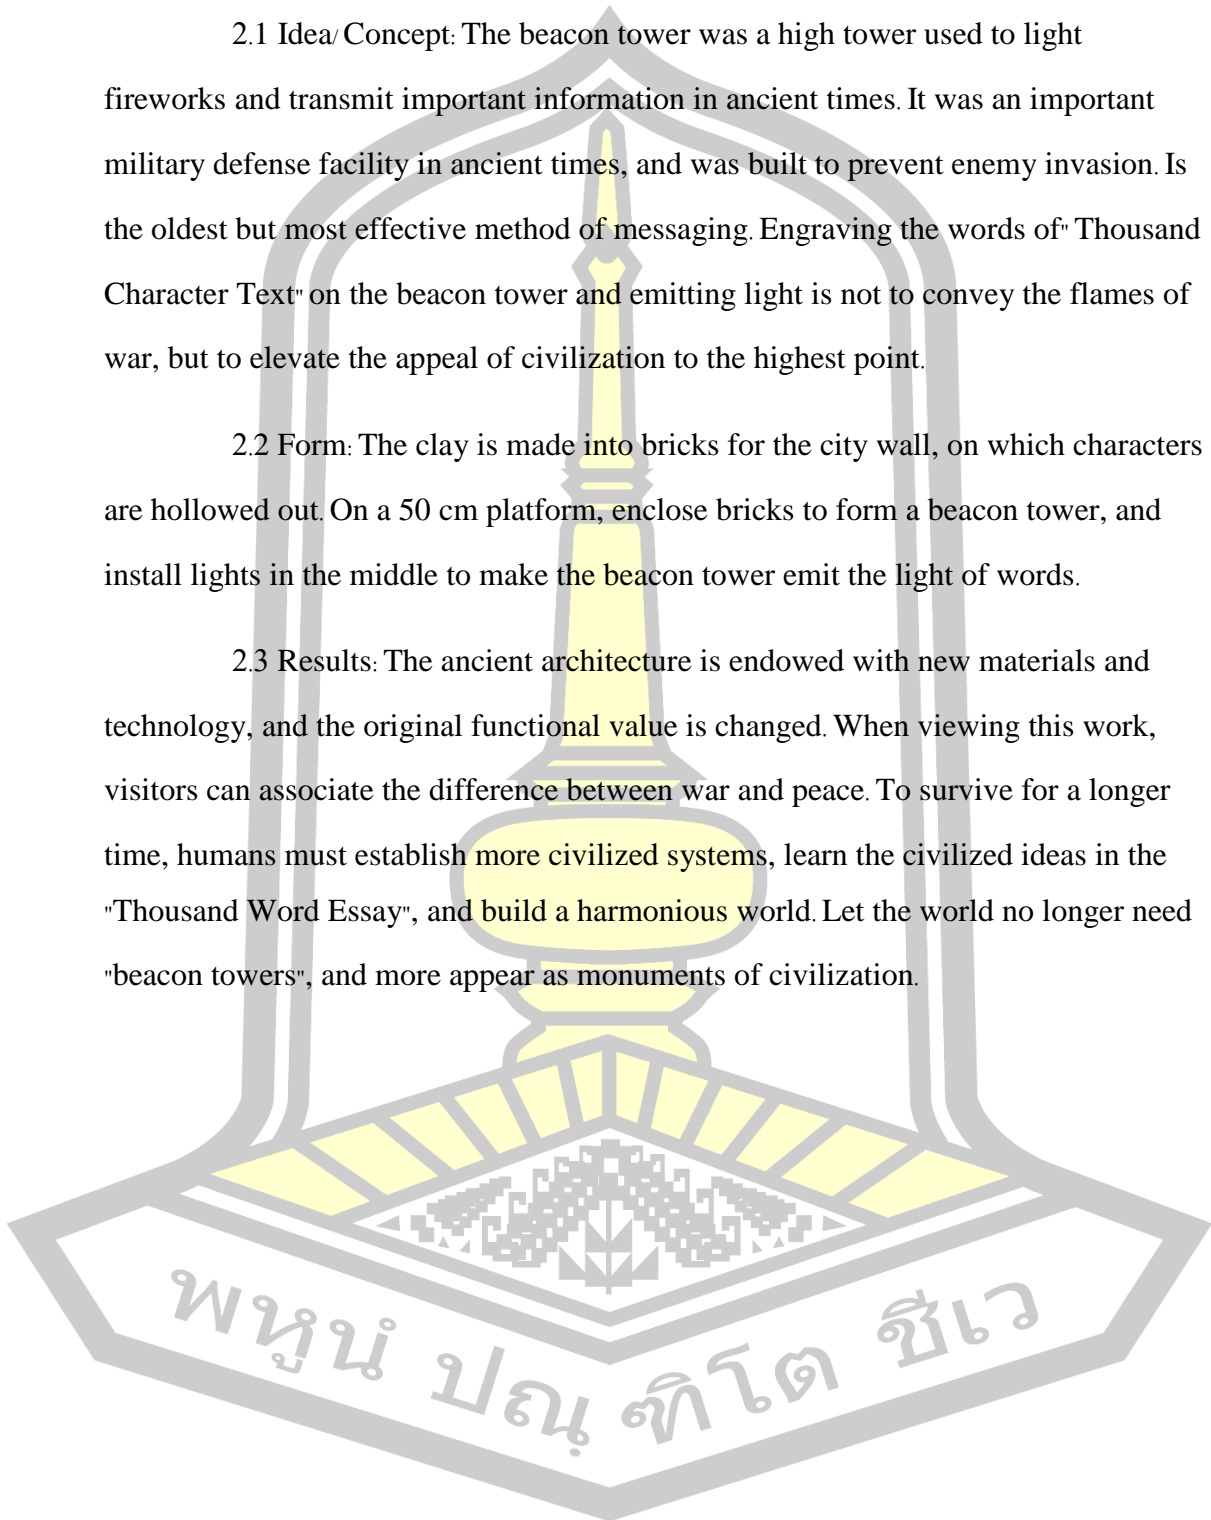 2.1 Idea/ Concept: The beacon tower was a high tower used to light
fireworks and transmit important information in ancient times. It was an important
military defense facility in ancient times, and was built to prevent enemy invasion. Is
the oldest but most effective method of messaging. Engraving the words of" Thousand
Character Text" on the beacon tower and emitting light is not to convey the flames of
war, but to elevate the appeal of civilization to the highest point.
2.2 Form: The clay is made into bricks for the city wall, on which characters
are hollowed out. On a 50 cm platform, enclose bricks to form a beacon tower, and
install lights in the middle to make the beacon tower emit the light of words.
2.3 Results: The ancient architecture is endowed with new materials and
technology, and the original functional value is changed. When viewing this work,
visitors can associate the difference between war and peace. To survive for a longer
time, humans must establish more civilized systems, learn the civilized ideas in the
"Thousand Word Essay", and build a harmonious world. Let the world no longer need
"beacon towers", and more appear as monuments of civilization.
พหูนํ ปณฺ ฑิโต ชีเว